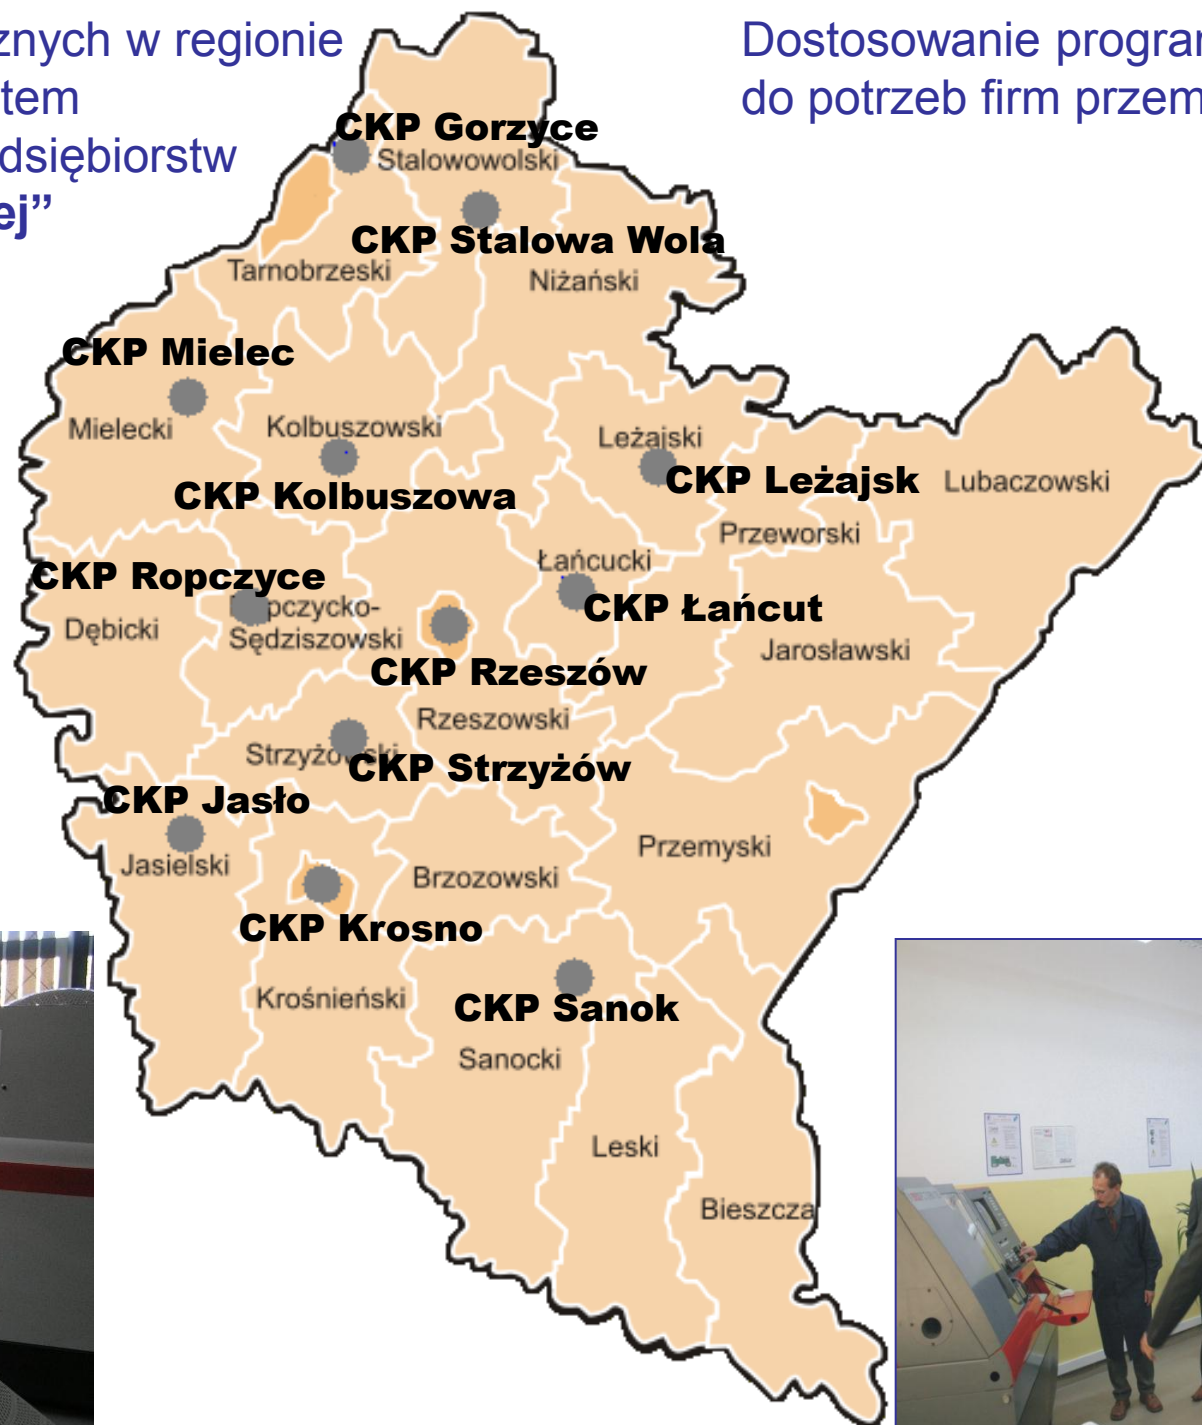 znych w regionie
tem
dsiębiorstw
ej”
Dostosowanie progra
do potrzeb firm przem
CKP Gorzyce
Stalowowolski
CKP Stalowa Wola
Tarnobrzeski
Niżański
CKP Mielec
Mielecki
Kolbuszowski
Leżajski
CKP Kolbuszowa
CKP Leżajsk
Lubaczowski
Przeworski
Łańcucki
CKP Ropczyce
pczycko-
CKP Łańcut
Dębicki
Sędziszowski
Jarosławski
CKP Rzeszów
Rzeszowski
Strzyżowski
CKP Strzyżów
CKP Jasło
Przemyski
Jasielski
Brzozowski
CKP Krosno
Krośnieński
CKP Sanok
Sanocki
Leski
Bieszcza